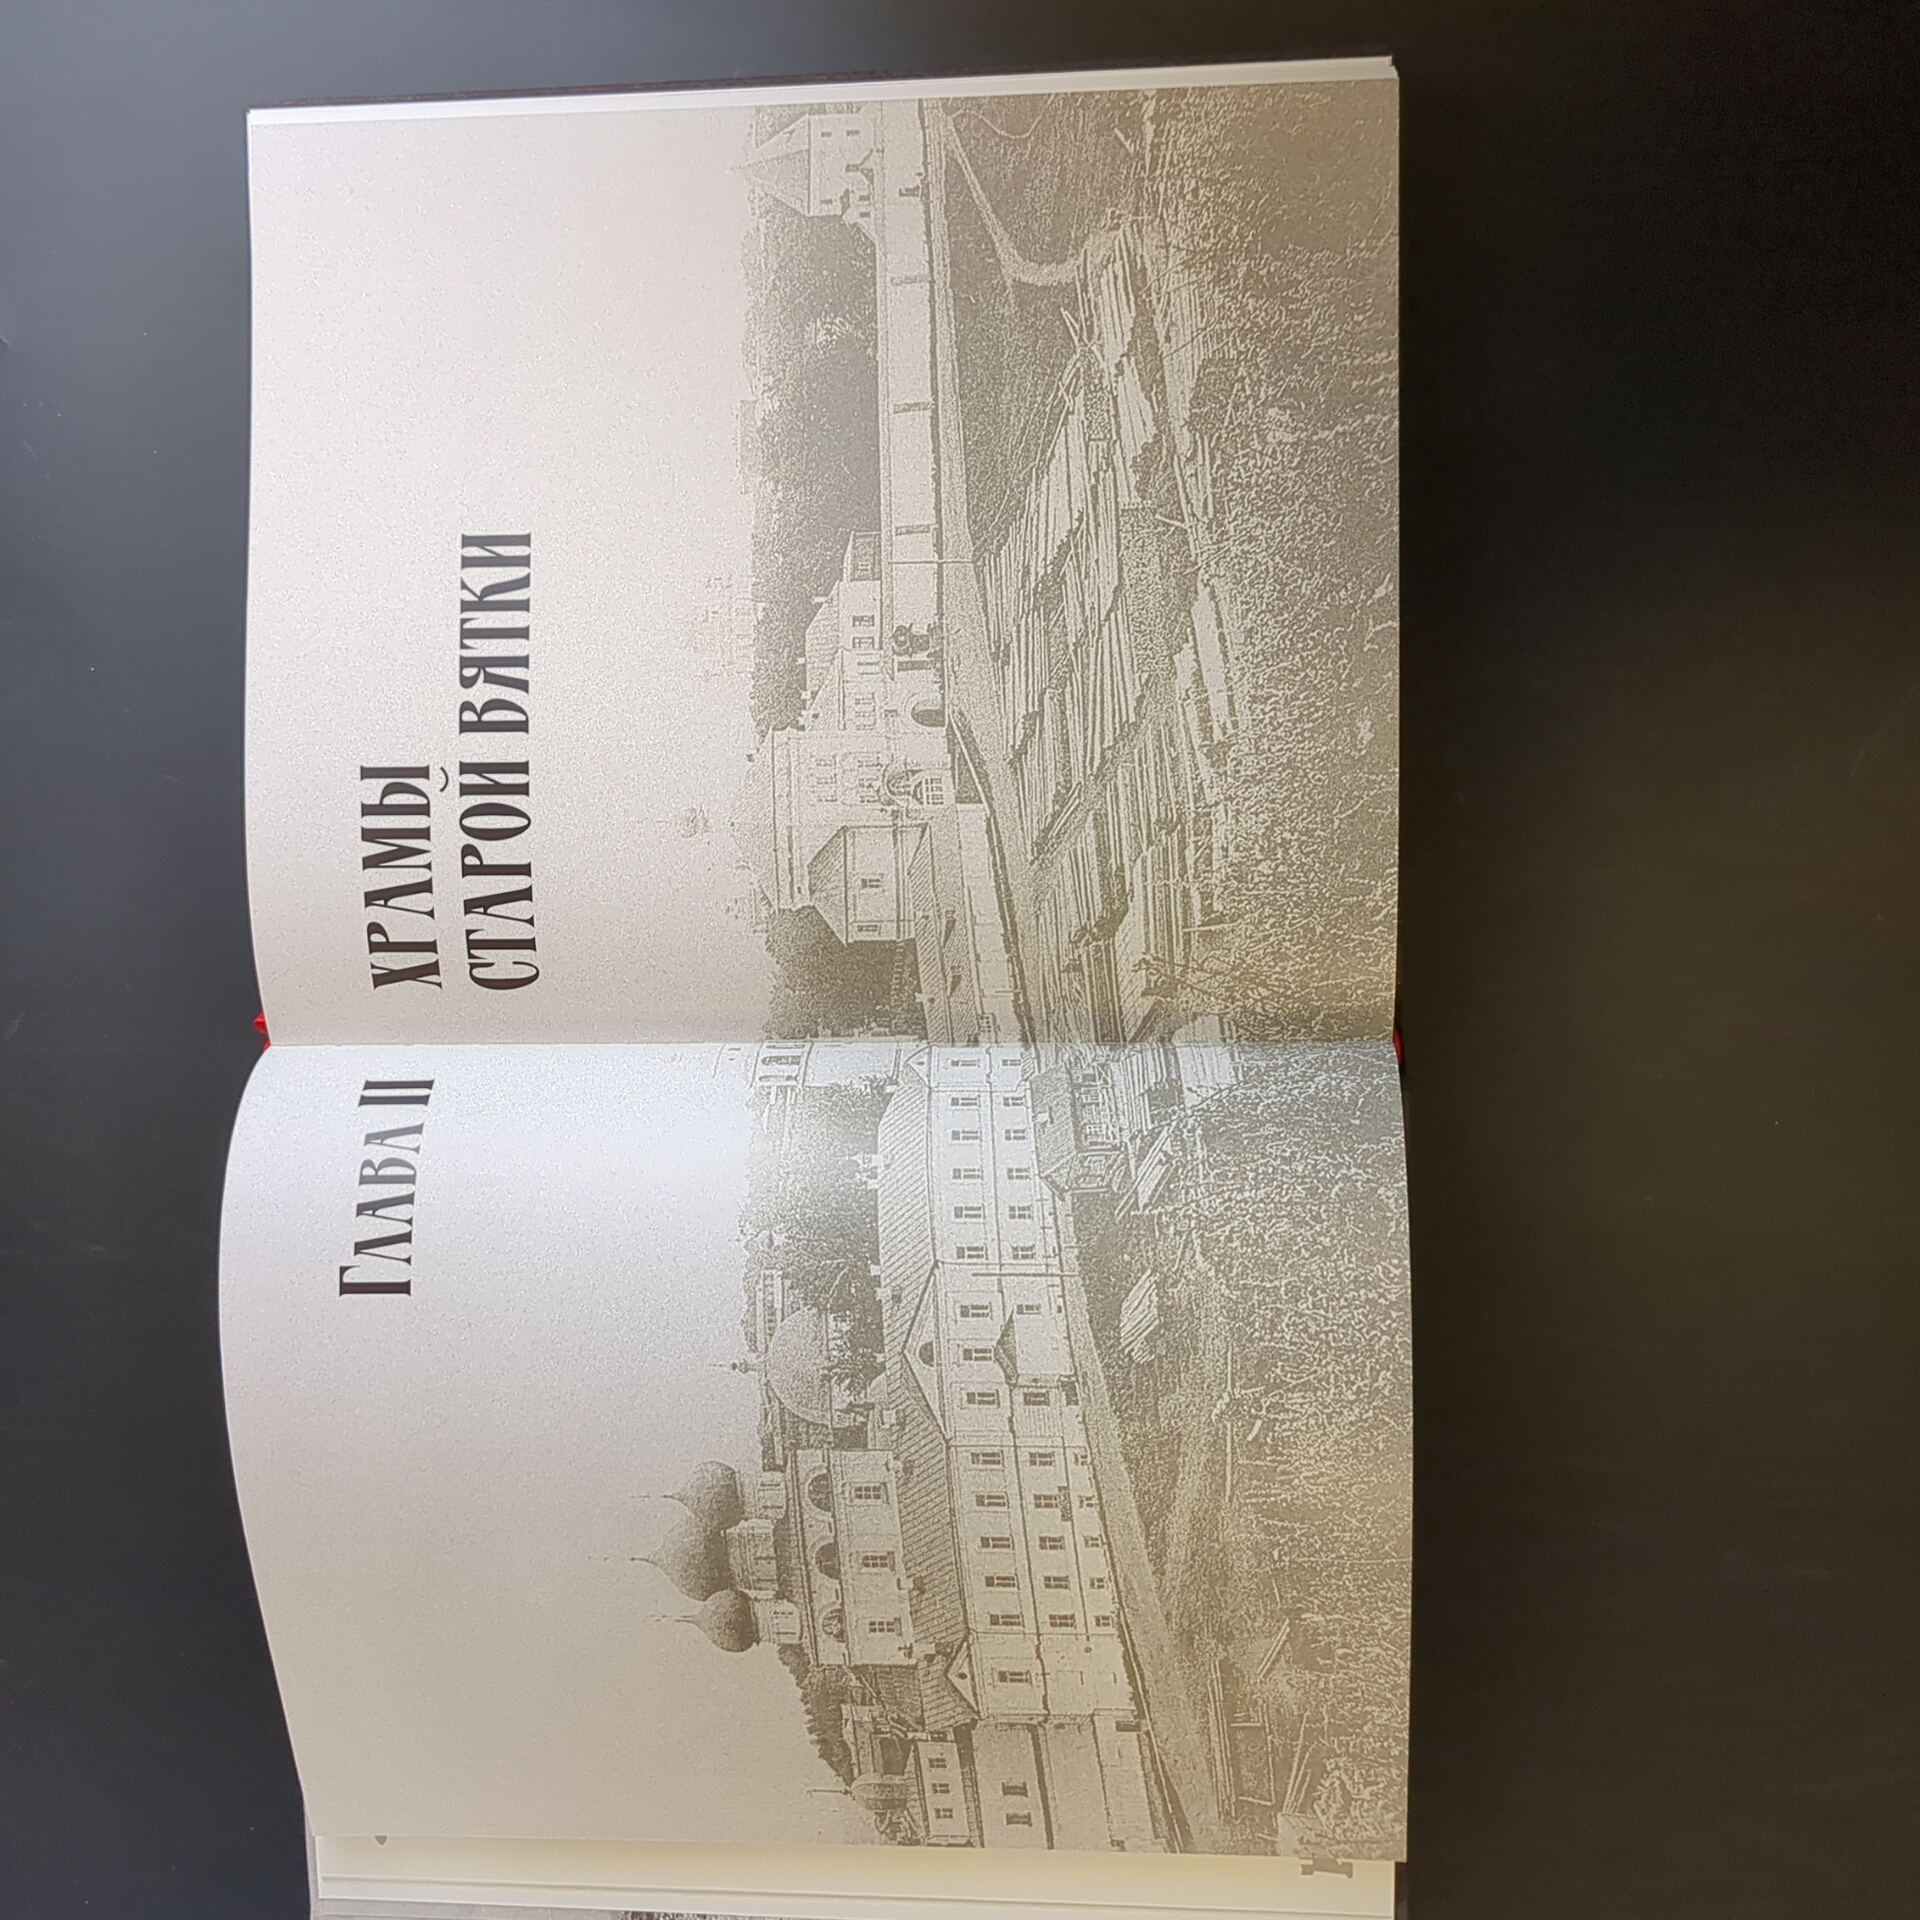 Глава II
ХРАМЫ
СТАРОЙ ВЯТКИ